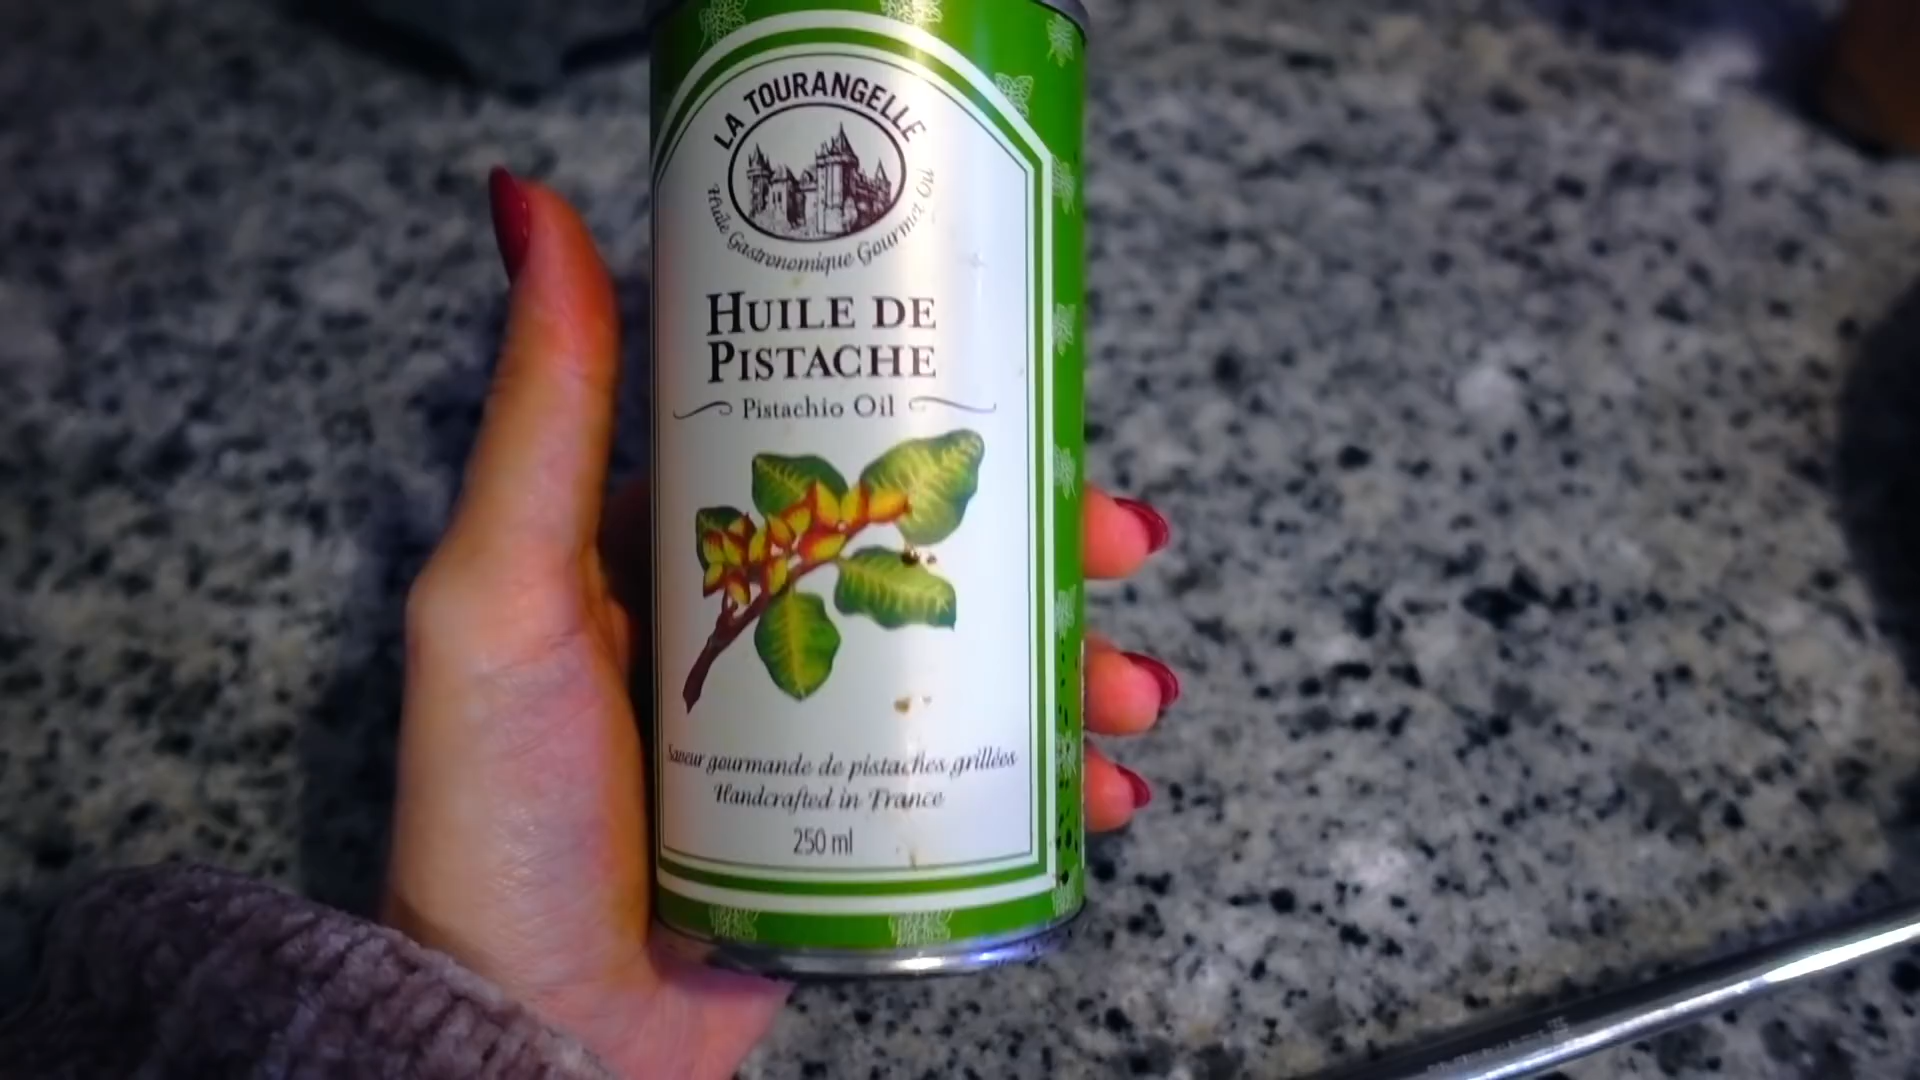 LA TOURANGELLE
Huile Gastronomique Gourmet Oil
HUILE DE
PISTACHE
Pistachio Oil
Saveur gourmande de pistaches grillées
Handcrafted in France
250 ml